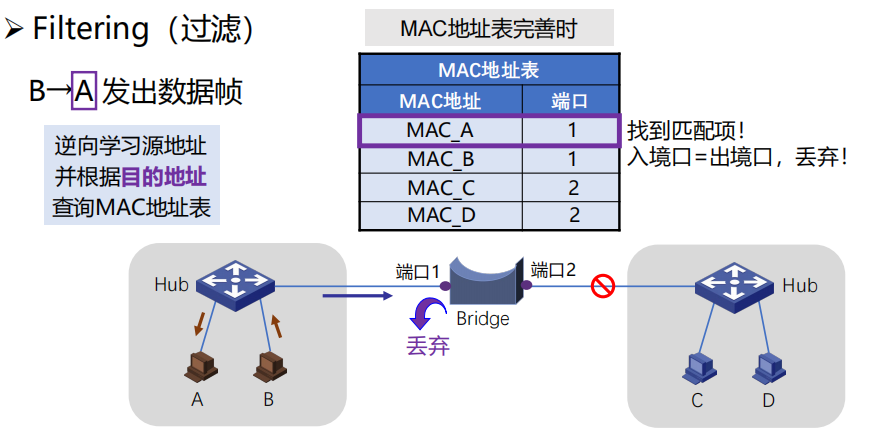 ➢ Filtering（过滤）
B→A 发出数据帧
逆向学习源地址
并根据目的地址
查询MAC地址表
MAC地址表完善时
MAC地址表
MAC地址 端口
MAC_A 1
MAC_B 1
MAC_C 2
MAC_D 2
找到匹配项！
入境口=出境口，丢弃！
Hub
端口1
端口2
Bridge
丢弃
Hub
A
B
C
D